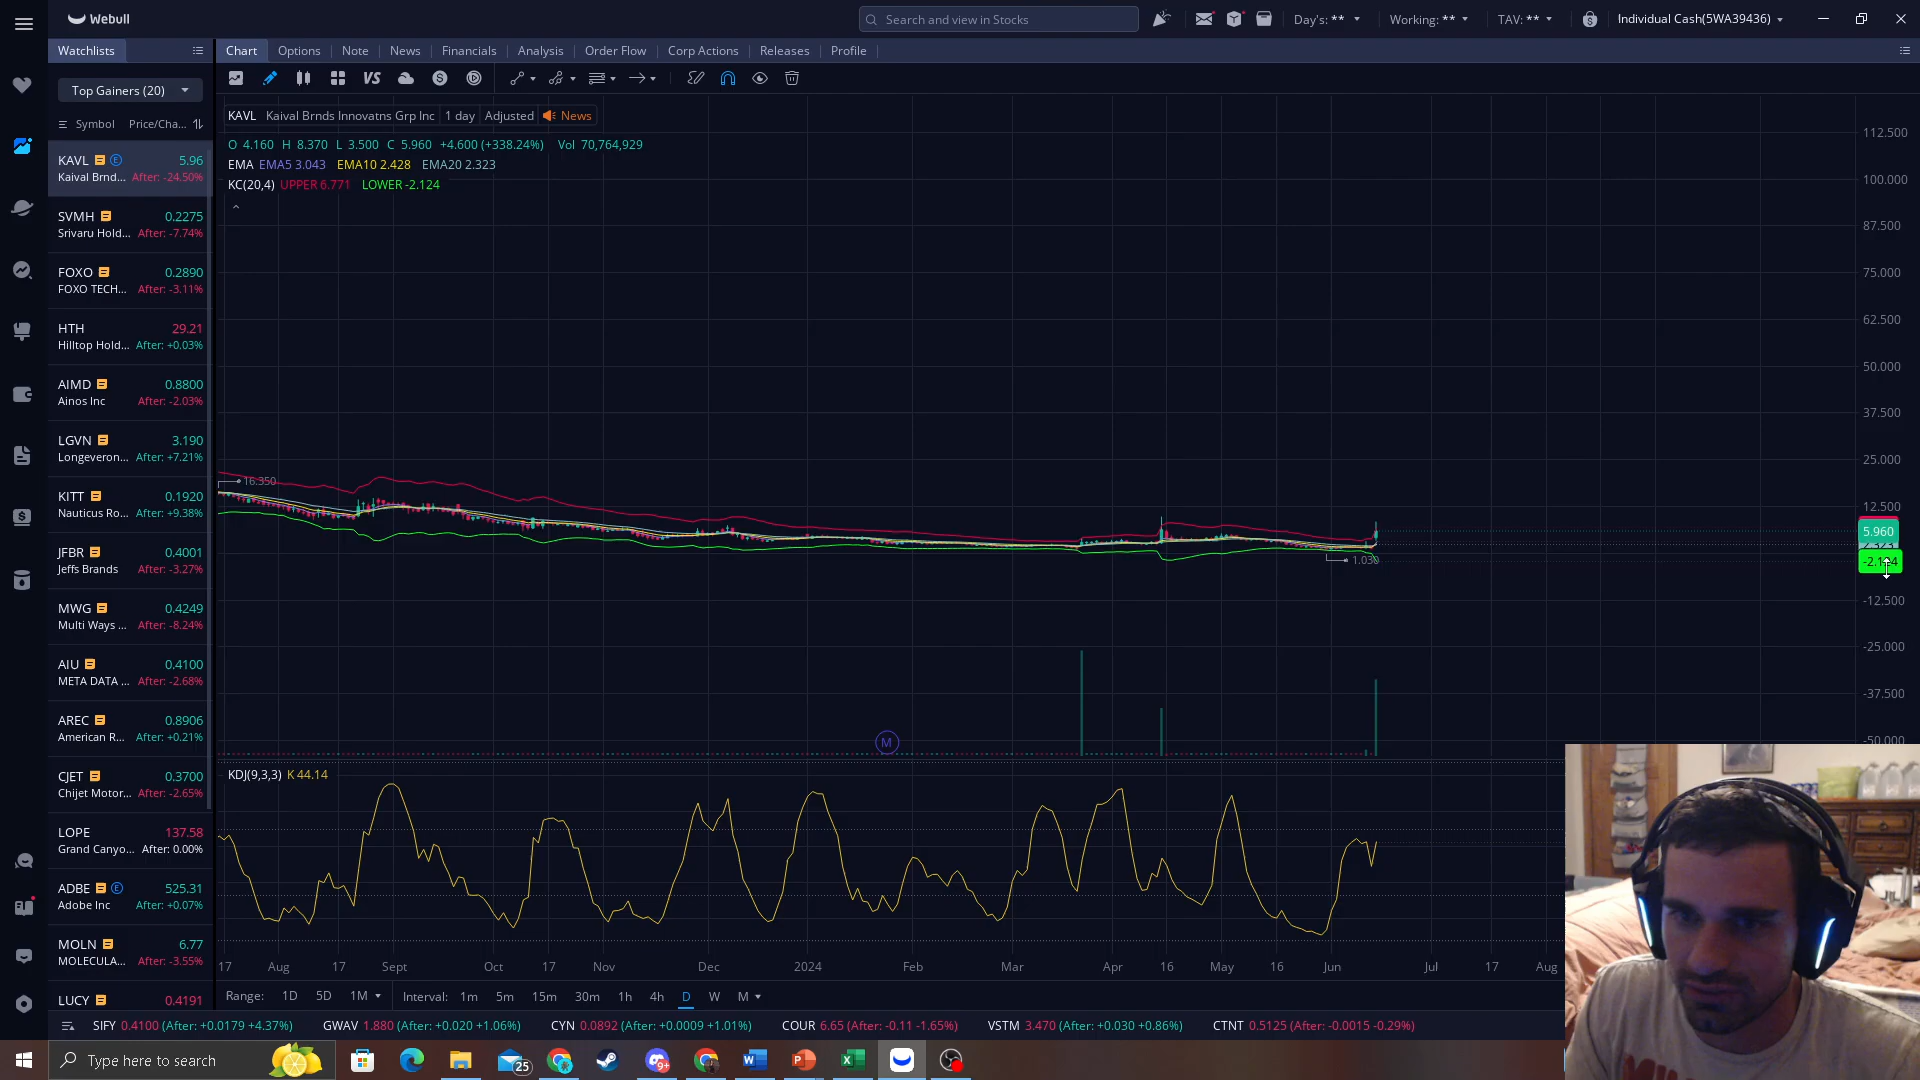 Webull
Search and view in Stocks
Day's: **
Working: **
TAV: **
Individual Cash(5WA39436)
Watchlists
Chart
Options
Note
News
Financials
Analysis
Order Flow
Corp Actions
Releases
Profile
Top Gainers (20)
VS
S
Symbol Price/Cha...
KAVL E 5.96
Kaival Brnd... After: -24.50%
SVMH 0.2275
Srivaru Hold... After: -7.74%
FOXO 0.2890
FOXO TECH... After: -3.11%
HTH 29.21
Hilltop Hold... After: +0.03%
AIMD 0.8800
Ainos Inc After: -2.03%
LGVN 3.190
Longeveron... After: +7.21%
KITT 0.1920
Nauticus Ro... After: +9.38%
JFBR 0.4001
Jeffs Brands After: -3.27%
MWG 0.4249
Multi Ways ... After: -8.24%
AIU 0.4100
META DATA ... After: -2.68%
AREC 0.8906
American R... After: +0.21%
CJET 0.3700
Chijet Motor... After: -2.65%
LOPE 137.58
Grand Canyo... After: 0.00%
ADBE E 525.31
Adobe Inc After: +0.07%
MOLN 6.77
MOLECULA... After: -3.55%
LUCY 0.4191
KAVL Kaival Brnds Innovatns Grp Inc 1 day Adjusted News
O 4.160 H 8.370 L 3.500 C 5.960 +4.600 (+338.24%) Vol 70,764,929
EMA EMA5 3.043 EMA10 2.428 EMA20 2.323
KC(20,4) UPPER 6.771 LOWER -2.124
112.500
100.000
87.500
75.000
62.500
50.000
37.500
25.000
12.500
5.960
-12.500
-25.000
-37.500
-50.000
16.350
1.030
M
KDJ(9,3,3) K 44.14
17 Aug 17 Sept Oct 17 Nov Dec 2024 Feb Mar Apr 16 May 16 Jun Jul 17 Aug
Range: 1D 5D 1M Interval: 1m 5m 15m 30m 1h 4h D W M
SIFY 0.4100 (After: +0.0179 +4.37%) GWAV 1.880 (After: +0.020 +1.06%) CYN 0.0892 (After: +0.0009 +1.01%) COUR 6.65 (After: -0.11 -1.65%) VSTM 3.470 (After: +0.030 +0.86%) CTNT 0.5125 (After: -0.0015 -0.29%)
Type here to search
25
9+